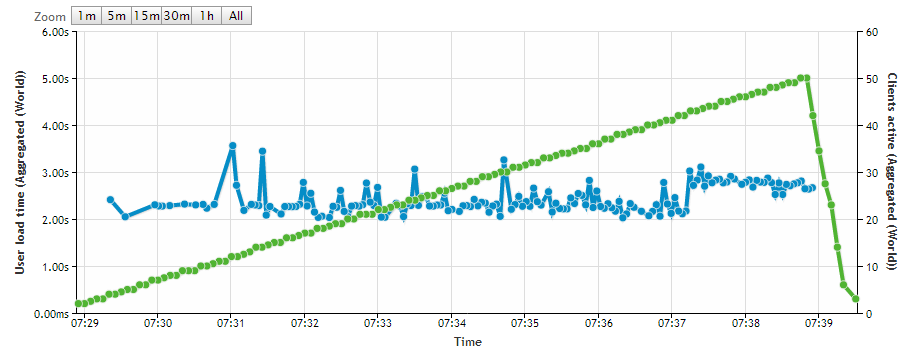 Zoom 1m 5m 15m 30m 1h All
6.00s 60
5.00s 50
4.00s 40
3.00s 30
2.00s 20
1.00s 10
0.00ms 0
User load time (Aggregated (World))
Clients active (Aggregated (World))
07:29 07:30 07:31 07:32 07:33 07:34 07:35 07:36 07:37 07:38 07:39
Time